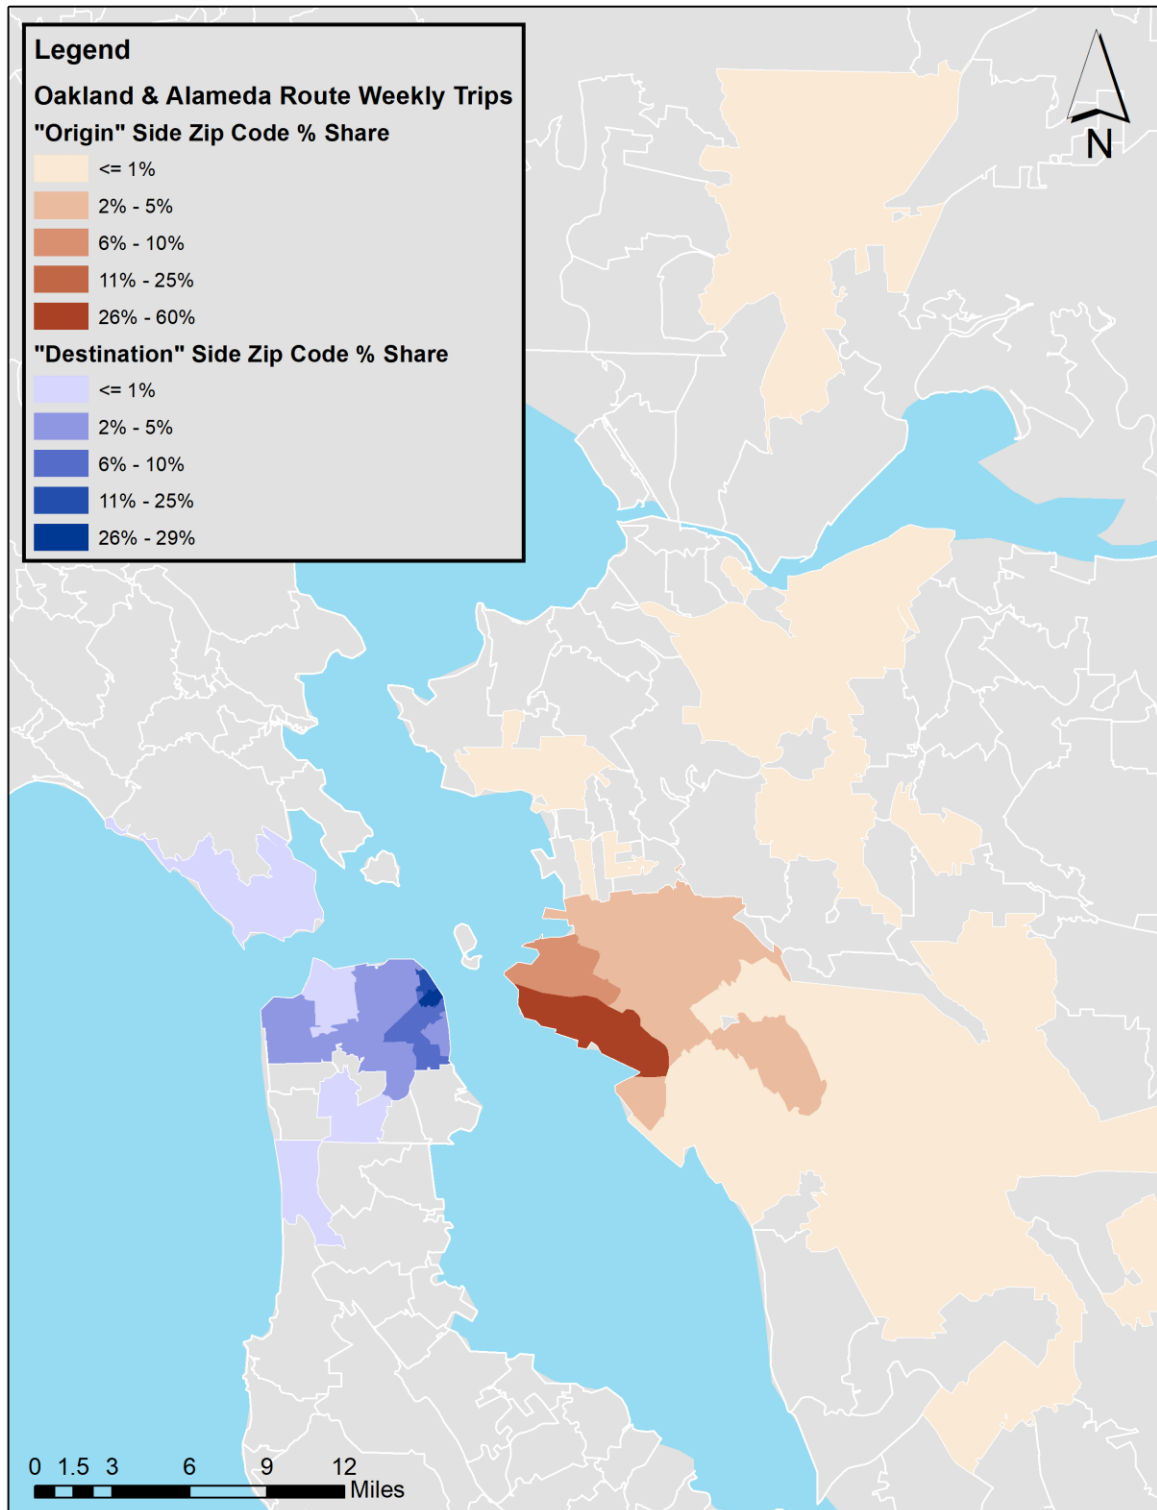 Legend
Oakland & Alameda Route Weekly Trips
"Origin" Side Zip Code % Share
<= 1%
2% - 5%
6% - 10%
11% - 25%
26% - 60%
"Destination" Side Zip Code % Share
<= 1%
2% - 5%
6% - 10%
11% - 25%
26% - 29%
N
0 1.5 3 6 9 12
Miles